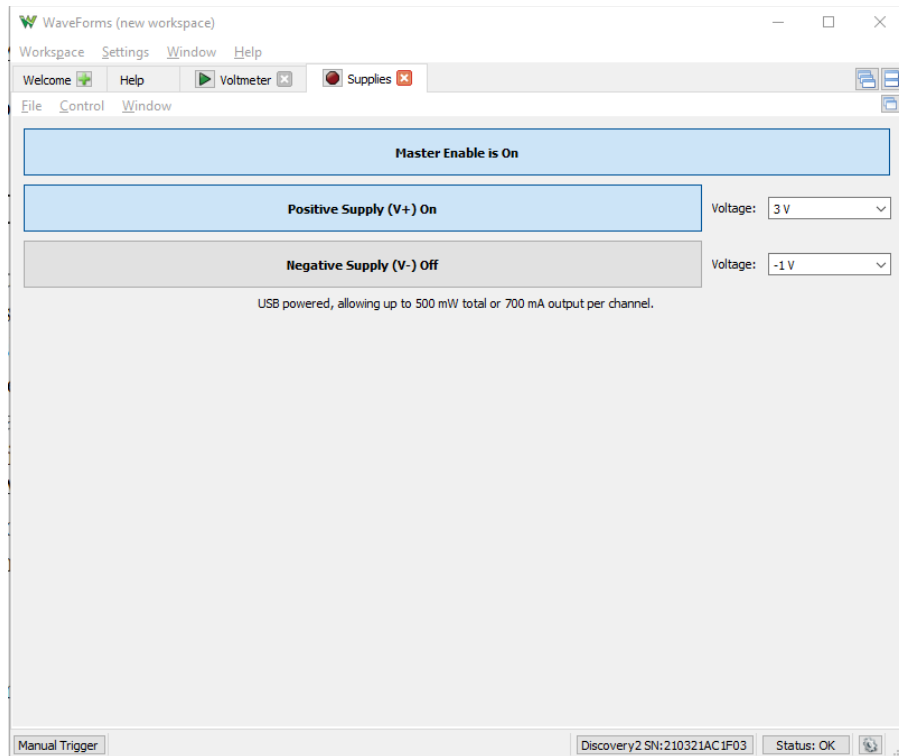 WaveForms (new workspace)
Workspace Settings Window Help
Welcome Help Voltmeter Supplies
File Control Window
Master Enable is On
Positive Supply (V+) On Voltage: 3 V
Negative Supply (V-) Off Voltage: -1 V
USB powered, allowing up to 500 mW total or 700 mA output per channel.
Manual Trigger Discovery2 SN:210321AC1F03 Status: OK